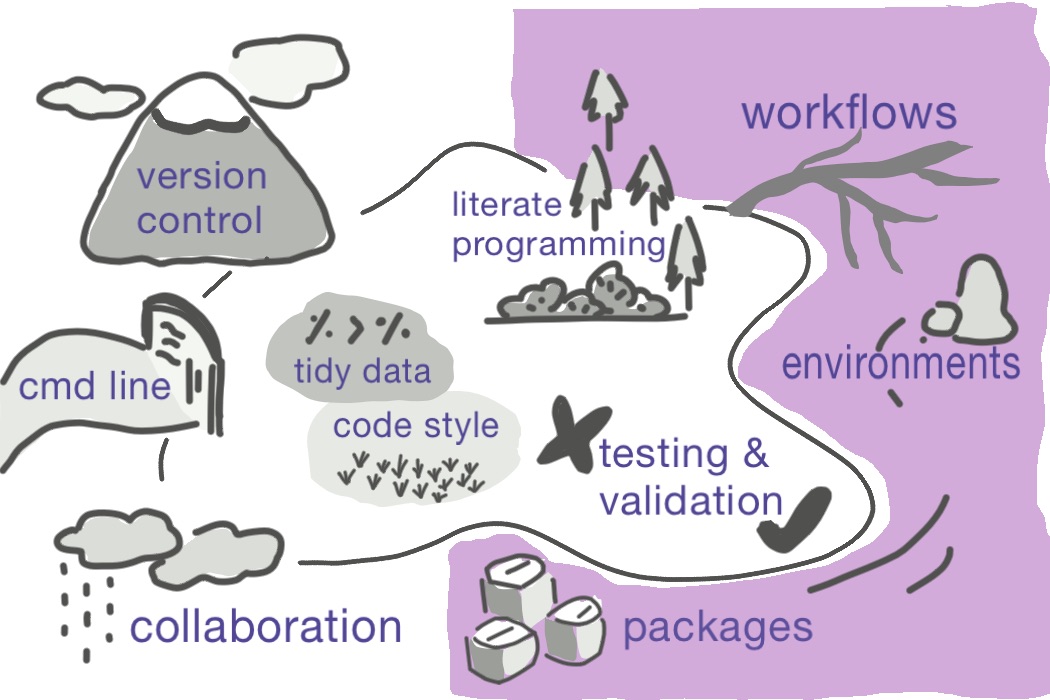 workflows
version
control
literate
programming
% > %
tidy data
environments
cmd line
code style
testing &
validation
collaboration
packages